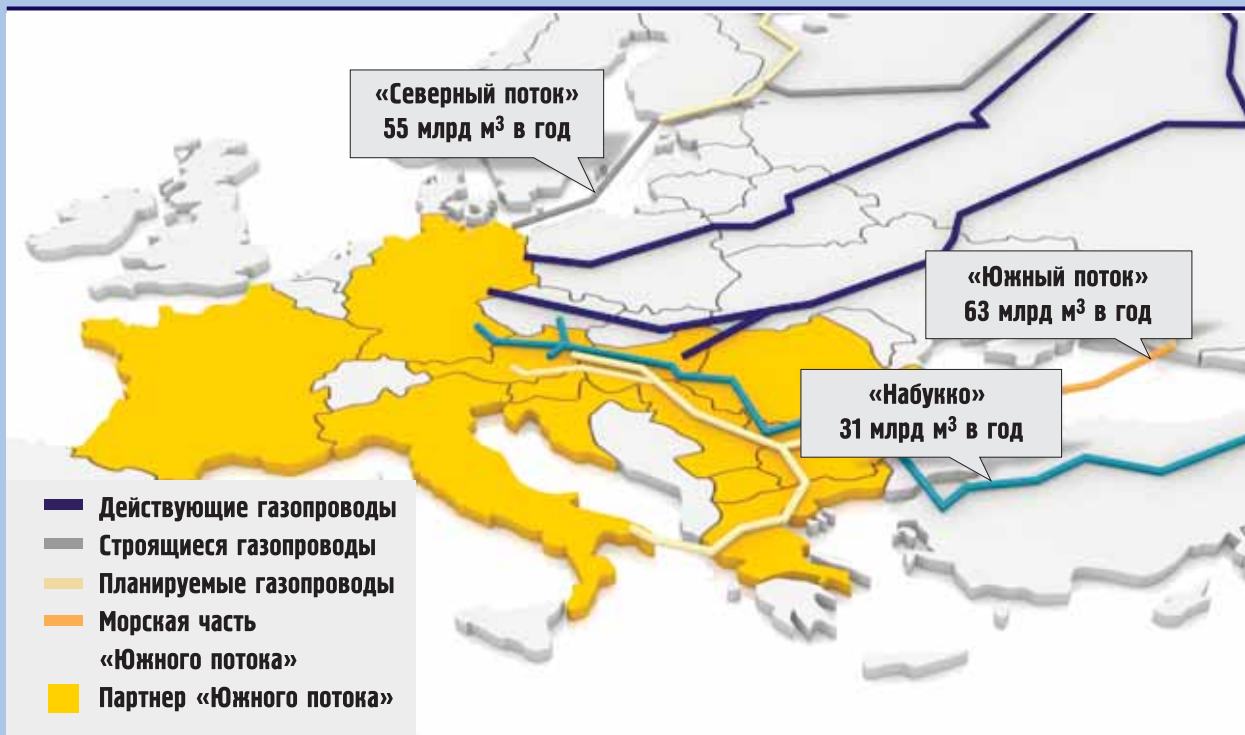 «Северный поток»
55 млрд м³ в год
«Южный поток»
63 млрд м³ в год
«Набукко»
31 млрд м³ в год
Действующие газопроводы
Строящиеся газопроводы
Планируемые газопроводы
Морская часть
«Южного потока»
Партнер «Южного потока»